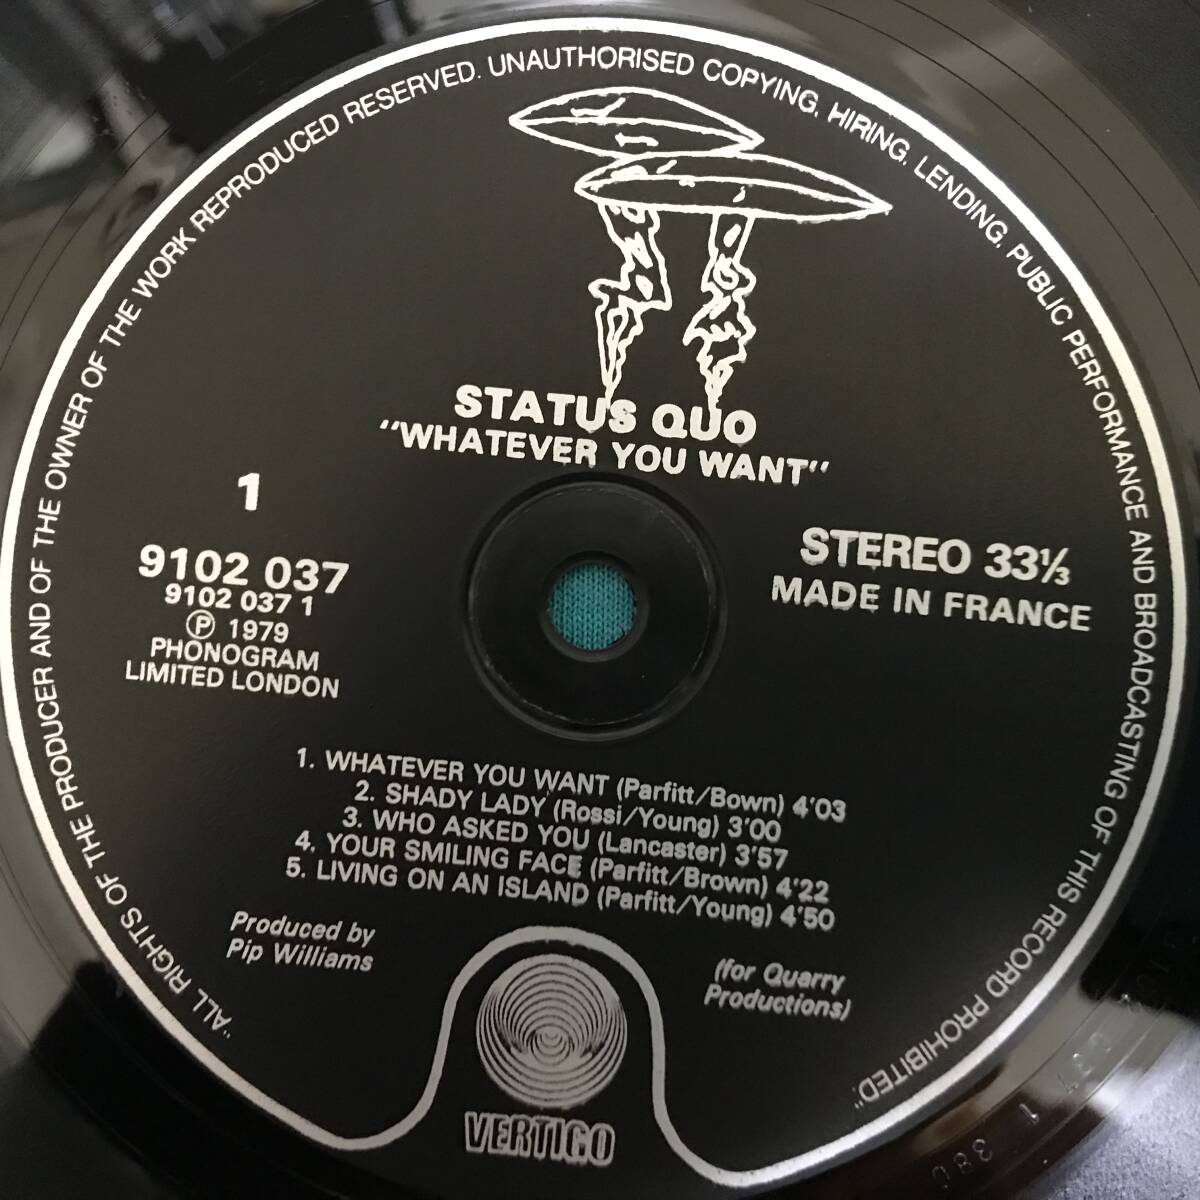 "ALL RIGHTS OF THE PRODUCER AND OF THE OWNER OF THE WORK REPRODUCED RESERVED. UNAUTHORISED COPYING, HIRING, LENDING, PUBLIC PERFORMANCE AND BROADCASTING OF THIS RECORD PROHIBITED."
STATUS QUO
"WHATEVER YOU WANT"
1
9102 037
9102 037 1
Ⓟ 1979
PHONOGRAM
LIMITED LONDON
STEREO 33⅓
MADE IN FRANCE
1. WHATEVER YOU WANT (Parfitt/Bown) 4'03
2. SHADY LADY (Rossi/Young) 3'00
3. WHO ASKED YOU (Lancaster) 3'57
4. YOUR SMILING FACE (Parfitt/Brown) 4'22
5. LIVING ON AN ISLAND (Parfitt/Young) 4'50
Produced by
Pip Williams
(for Quarry
Productions)
VERTIGO